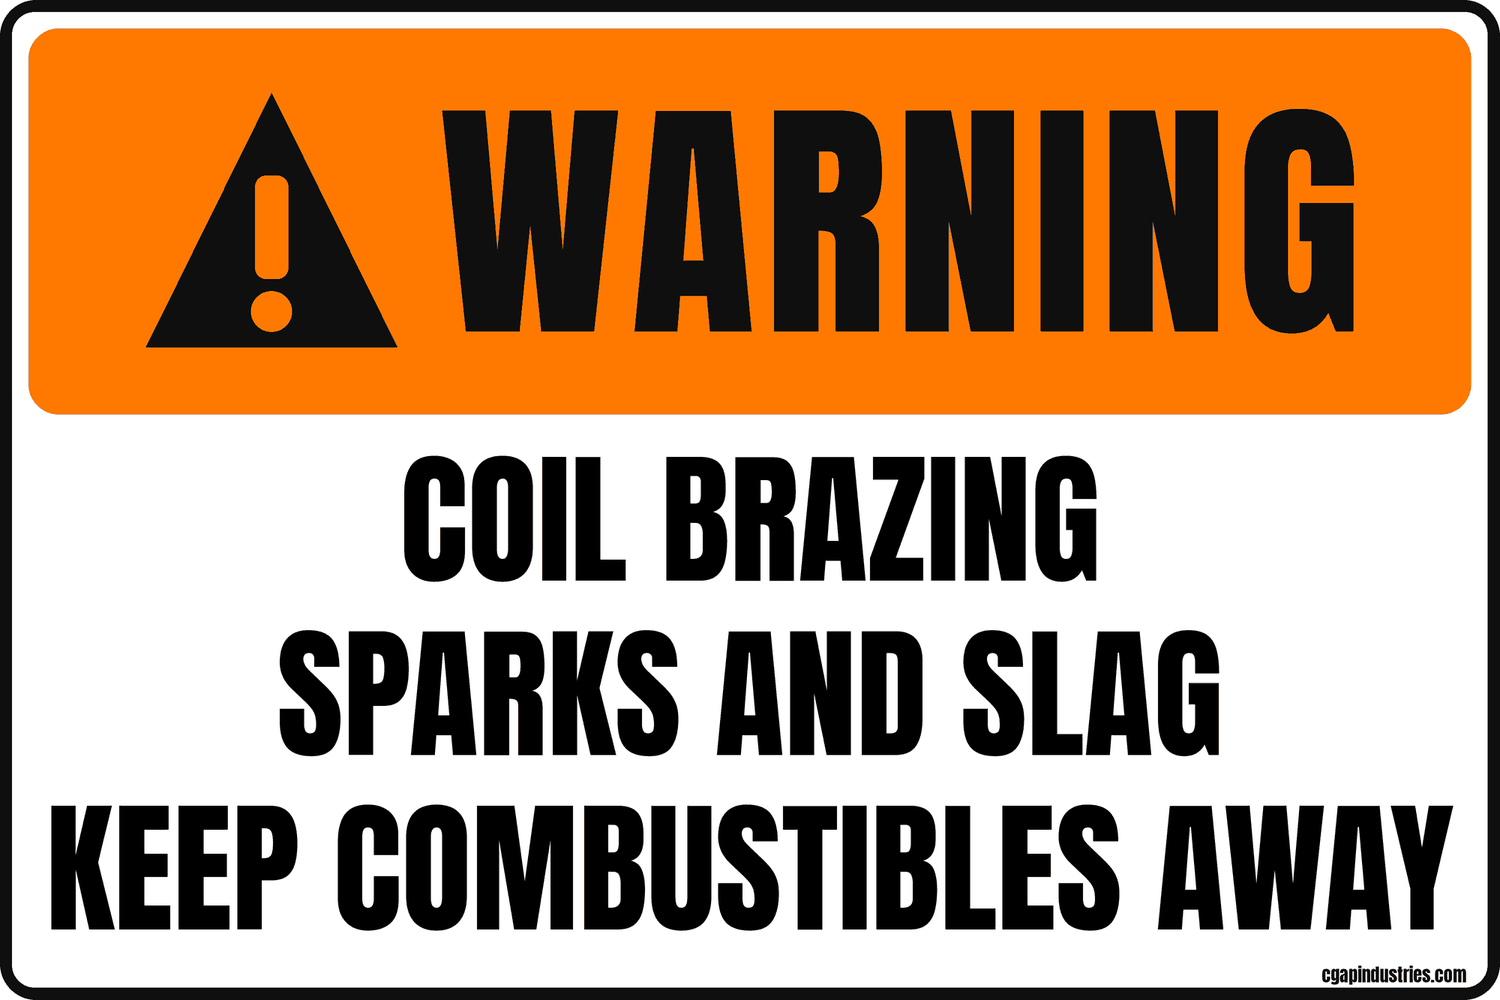 WARNING
COIL BRAZING
SPARKS AND SLAG
KEEP COMBUSTIBLES AWAY
cgapindustries.com